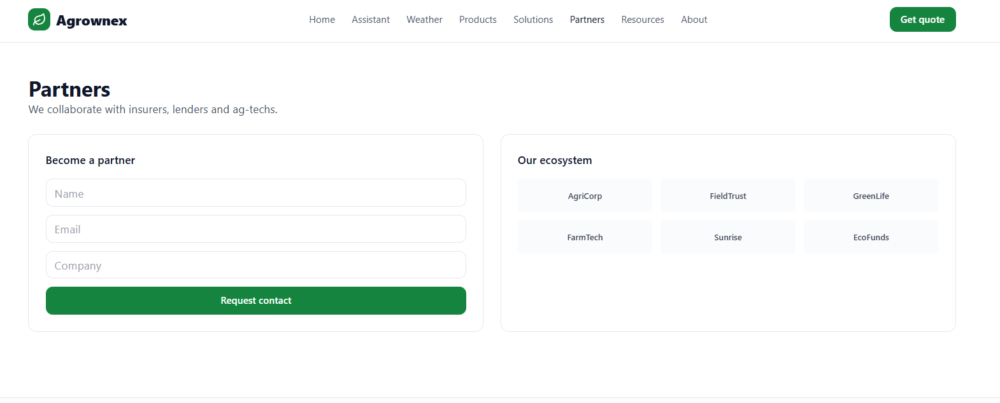 Agrownex
Home Assistant Weather Products Solutions Partners Resources About
Get quote
Partners
We collaborate with insurers, lenders and ag-techs.
Become a partner
Name
Email
Company
Request contact
Our ecosystem
AgriCorp FieldTrust GreenLife
FarmTech Sunrise EcoFunds